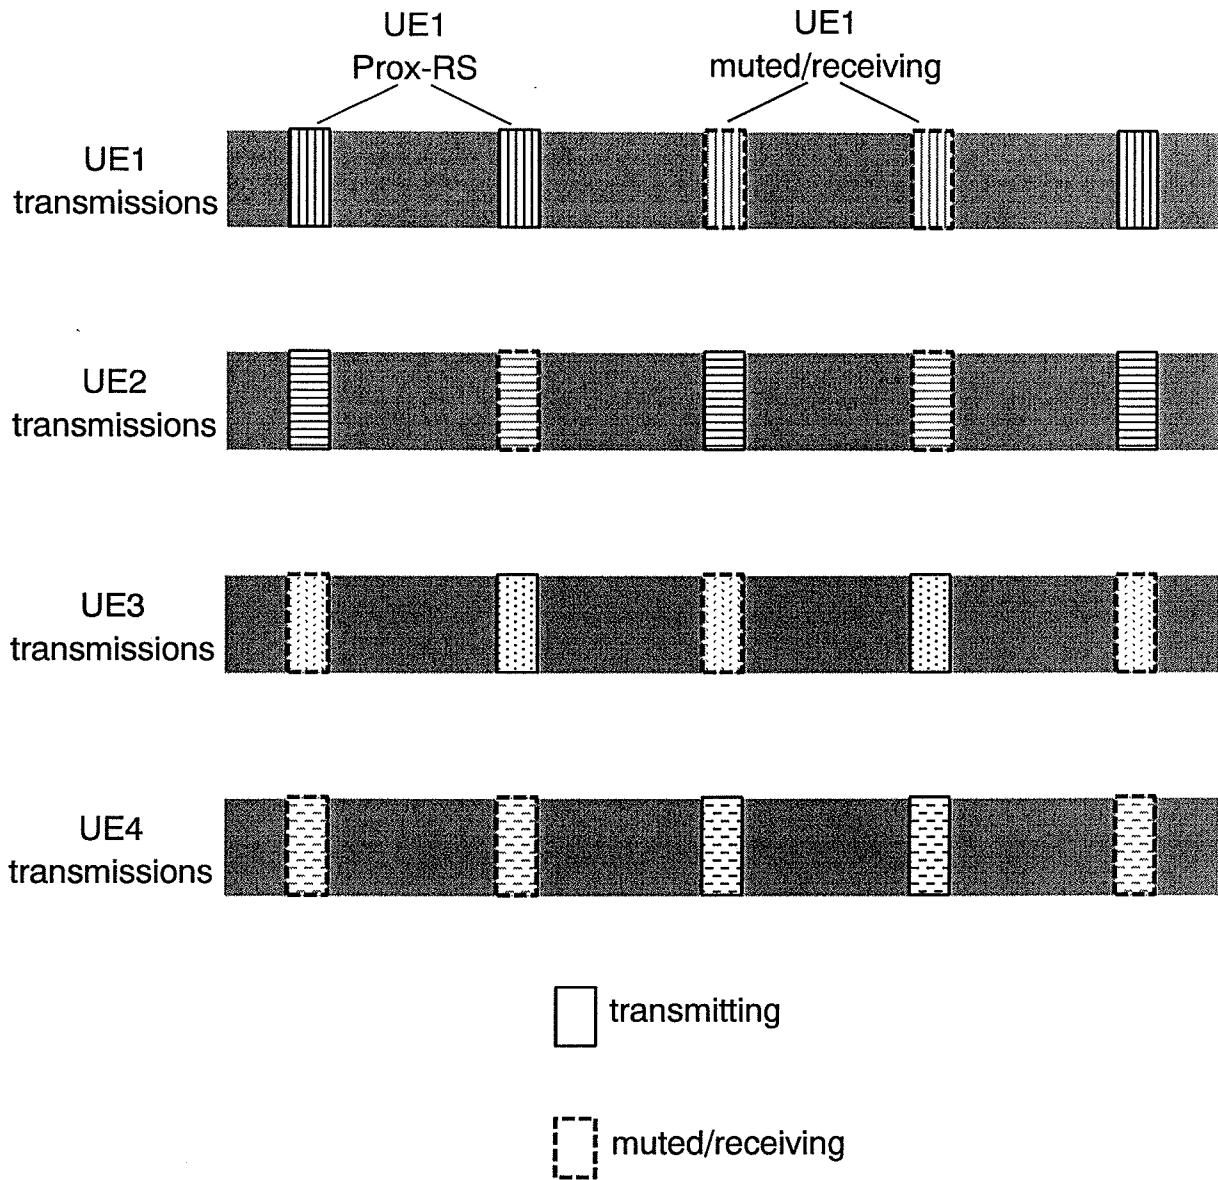 UE1
Prox-RS
UE1
muted/receiving
UE1
transmissions
UE2
transmissions
UE3
transmissions
UE4
transmissions
transmitting
muted/receiving